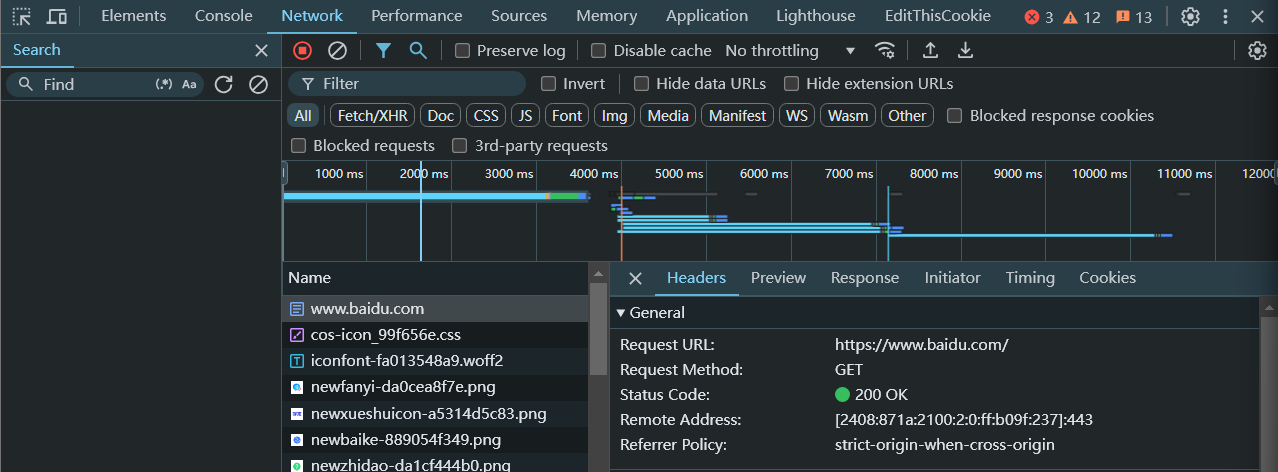 Elements Console Network Performance Sources Memory Application Lighthouse EditThisCookie 3 12 13
Search
Preserve log Disable cache No throttling
Find (.*) Aa
Filter Invert Hide data URLs Hide extension URLs
All Fetch/XHR Doc CSS JS Font Img Media Manifest WS Wasm Other Blocked response cookies
Blocked requests 3rd-party requests
1000 ms 2000 ms 3000 ms 4000 ms 5000 ms 6000 ms 7000 ms 8000 ms 9000 ms 10000 ms 11000 ms 12000
Name
www.baidu.com
cos-icon_99f656e.css
iconfont-fa013548a9.woff2
newfanyi-da0cea8f7e.png
newxueshuicon-a5314d5c83.png
newbaike-889054f349.png
newzhidao-da1cf444b0.png
Headers Preview Response Initiator Timing Cookies
General
Request URL: https://www.baidu.com/
Request Method: GET
Status Code: 200 OK
Remote Address: [2408:871a:2100:2:0:ff:b09f:237]:443
Referrer Policy: strict-origin-when-cross-origin